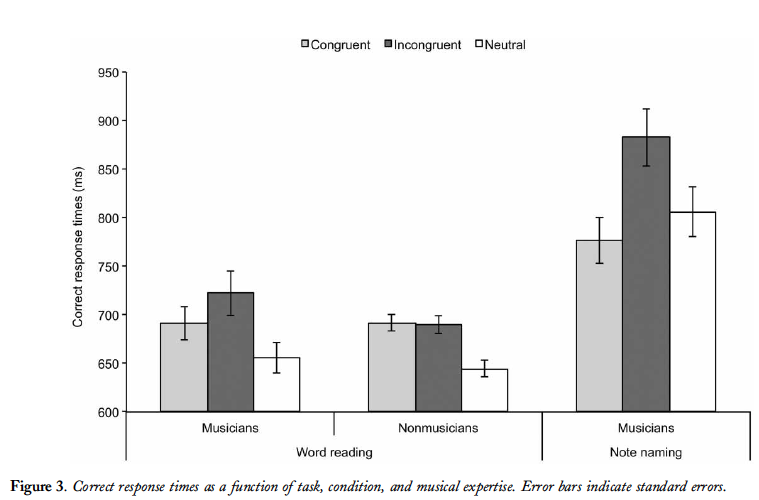 Congruent Incongruent Neutral
950
900
850
800
750
700
650
600
Correct response times (ms)
Musicians Nonmusicians Musicians
Word reading Note naming
Figure 3. Correct response times as a function of task, condition, and musical expertise. Error bars indicate standard errors.